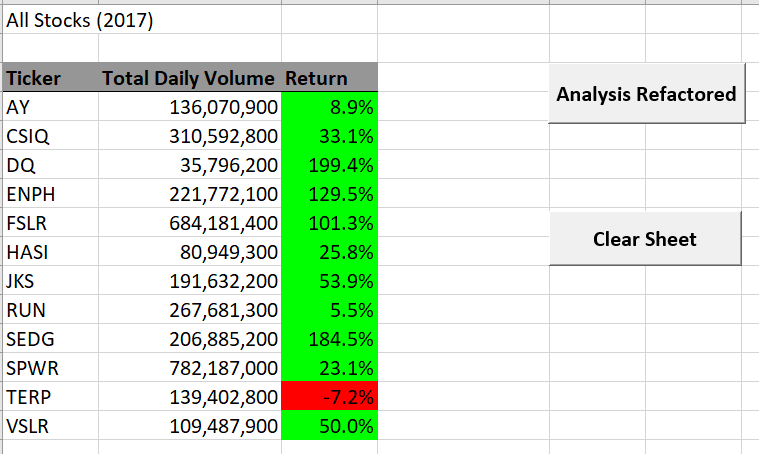 All Stocks (2017)
Ticker Total Daily Volume Return
AY 136,070,900 8.9%
CSIQ 310,592,800 33.1%
DQ 35,796,200 199.4%
ENPH 221,772,100 129.5%
FSLR 684,181,400 101.3%
HASI 80,949,300 25.8%
JKS 191,632,200 53.9%
RUN 267,681,300 5.5%
SEDG 206,885,200 184.5%
SPWR 782,187,000 23.1%
TERP 139,402,800 -7.2%
VSLR 109,487,900 50.0%
Analysis Refactored
Clear Sheet